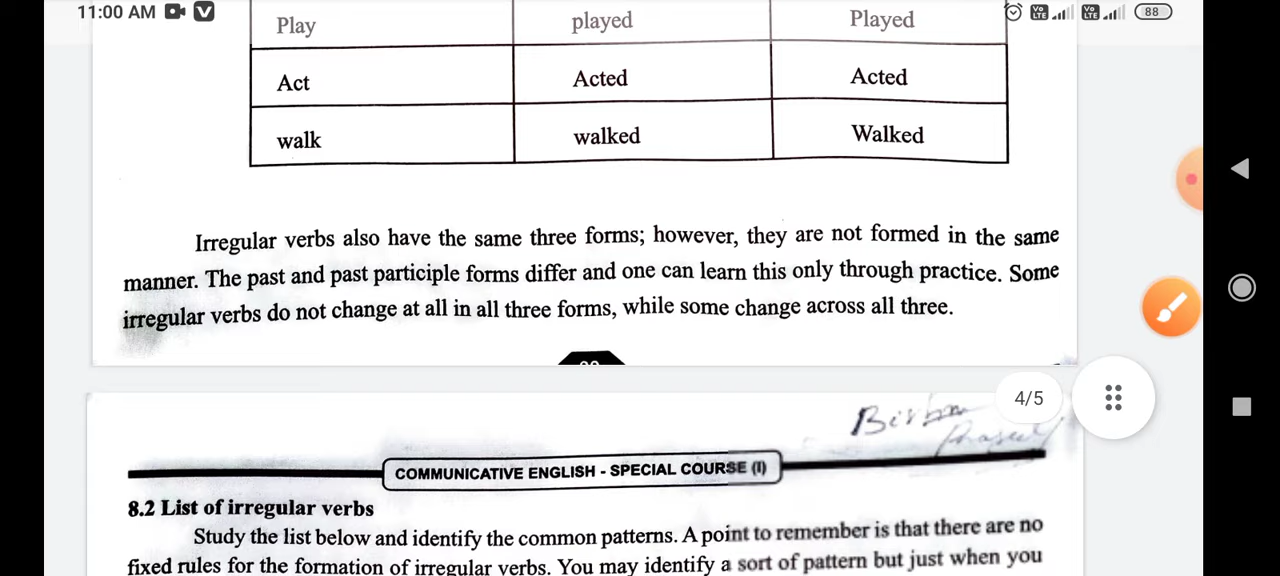 11:00 AM
88
Play played Played
Act Acted Acted
walk walked Walked
Irregular verbs also have the same three forms; however, they are not formed in the same
manner. The past and past participle forms differ and one can learn this only through practice. Some
irregular verbs do not change at all in all three forms, while some change across all three.
4/5
COMMUNICATIVE ENGLISH - SPECIAL COURSE (I)
8.2 List of irregular verbs
Study the list below and identify the common patterns. A point to remember is that there are no
fixed rules for the formation of irregular verbs. You may identify a sort of pattern but just when you